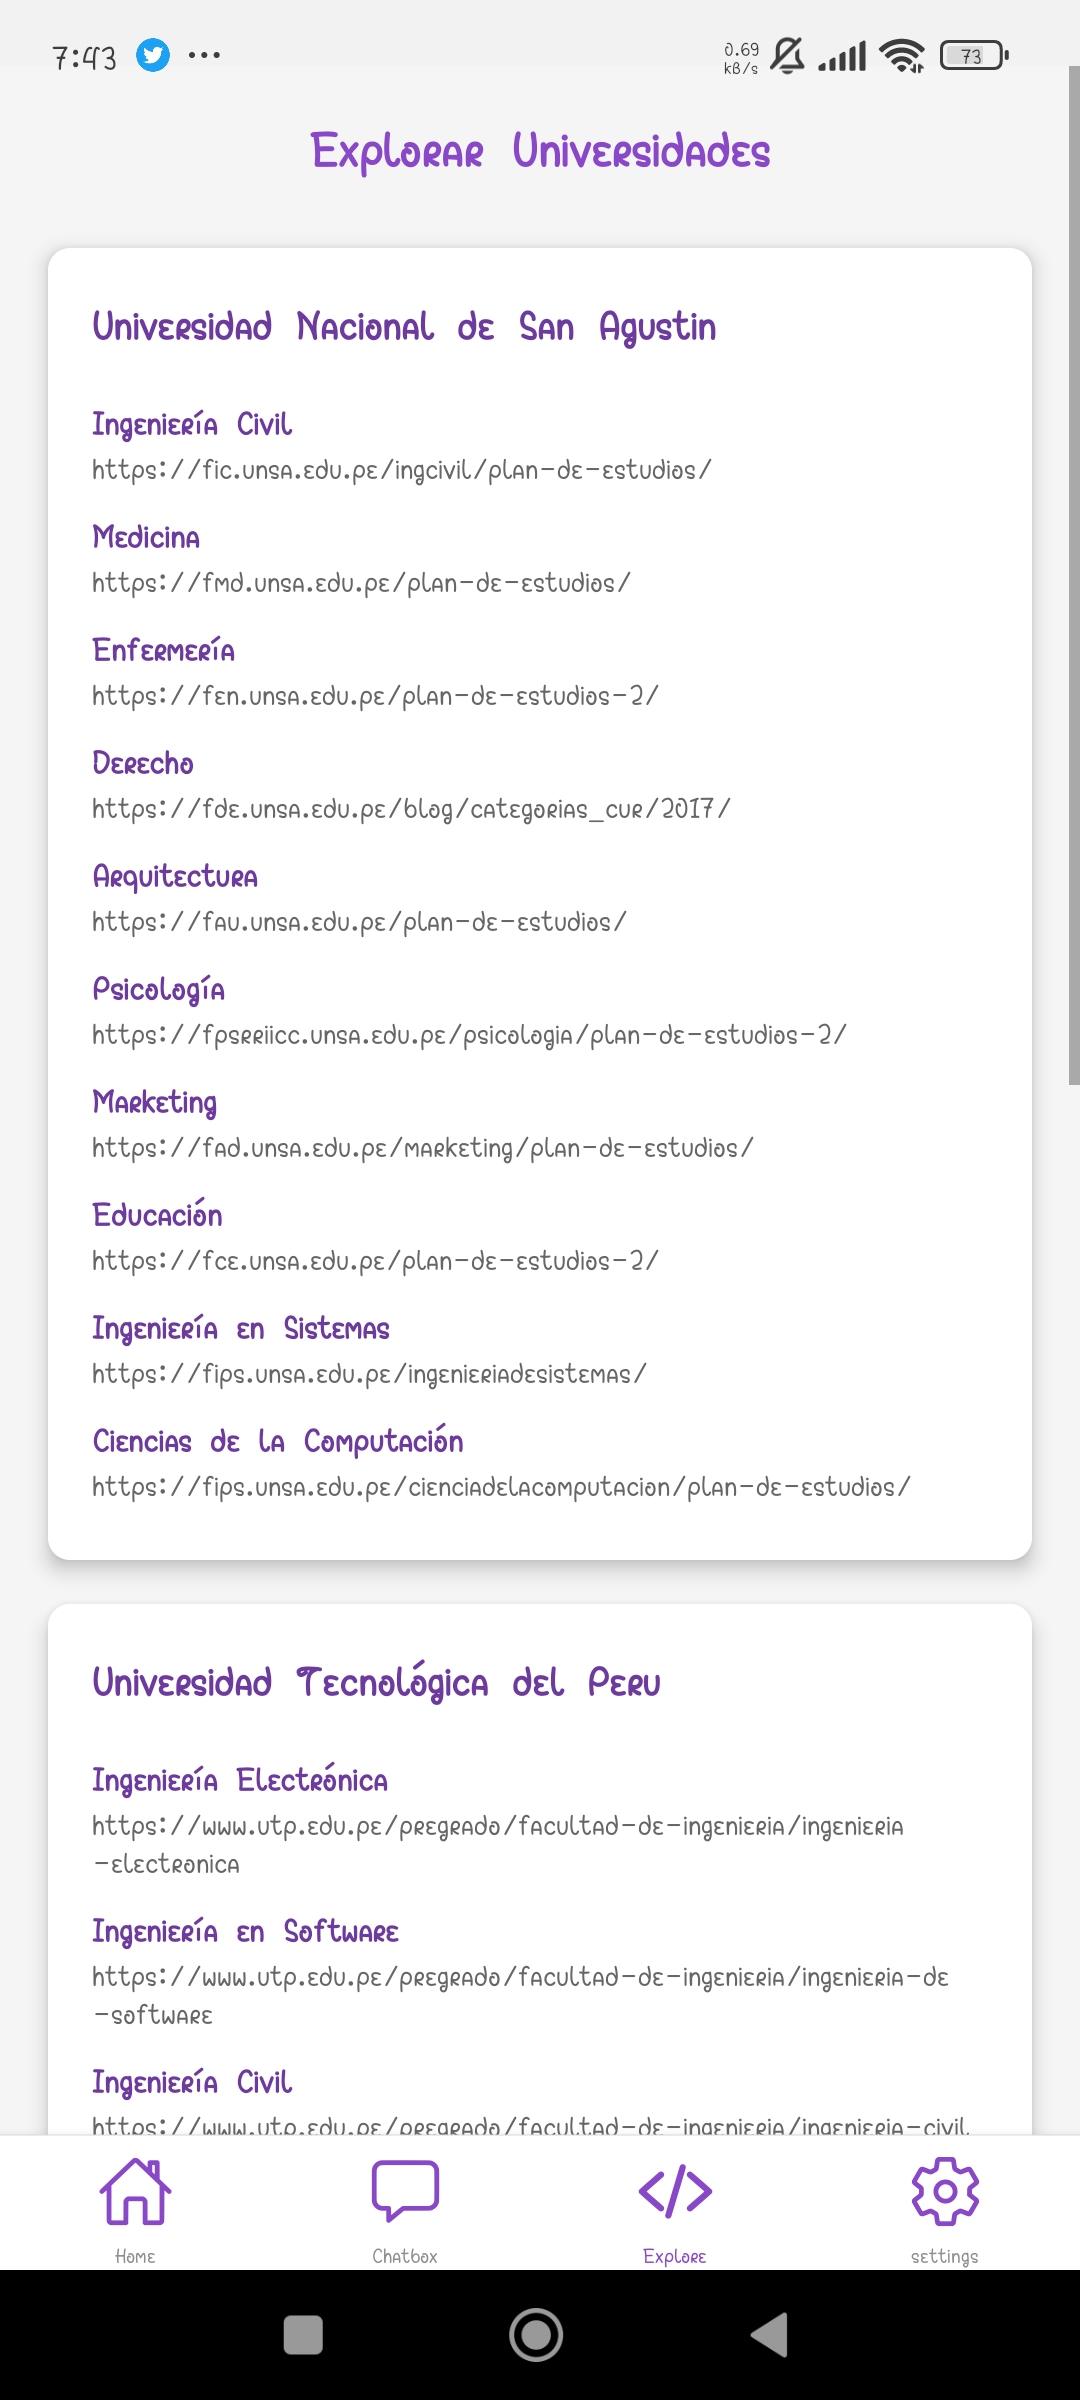 7:43
0.69
kB/s
73
Explorar Universidades
Universidad Nacional de San Agustin
Ingeniería Civil
https://fic.unsa.edu.pe/ingcivil/plan-de-estudios/
Medicina
https://fmd.unsa.edu.pe/plan-de-estudios/
Enfermería
https://fen.unsa.edu.pe/plan-de-estudios-2/
Derecho
https://fde.unsa.edu.pe/blog/categorias_cur/2017/
Arquitectura
https://fau.unsa.edu.pe/plan-de-estudios/
Psicología
https://fpsrriicc.unsa.edu.pe/psicologia/plan-de-estudios-2/
Marketing
https://fad.unsa.edu.pe/marketing/plan-de-estudios/
Educación
https://fce.unsa.edu.pe/plan-de-estudios-2/
Ingeniería en Sistemas
https://fips.unsa.edu.pe/ingenieriadesistemas/
Ciencias de la Computación
https://fips.unsa.edu.pe/cienciadelacomputacion/plan-de-estudios/
Universidad Tecnológica del Peru
Ingeniería Electrónica
https://www.utp.edu.pe/pregrado/facultad-de-ingenieria/ingenieria
-electronica
Ingeniería en Software
https://www.utp.edu.pe/pregrado/facultad-de-ingenieria/ingenieria-de
-software
Ingeniería Civil
https://www.utp.edu.pe/pregrado/facultad-de-ingenieria/ingenieria-civil
Home
Chatbox
Explore
settings